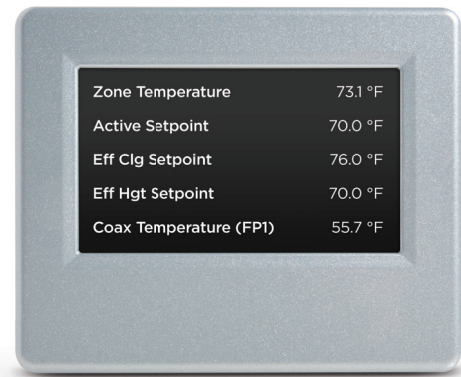 Zone Temperature 73.1 °F
Active Setpoint 70.0 °F
Eff Clg Setpoint 76.0 °F
Eff Hgt Setpoint 70.0 °F
Coax Temperature (FP1) 55.7 °F